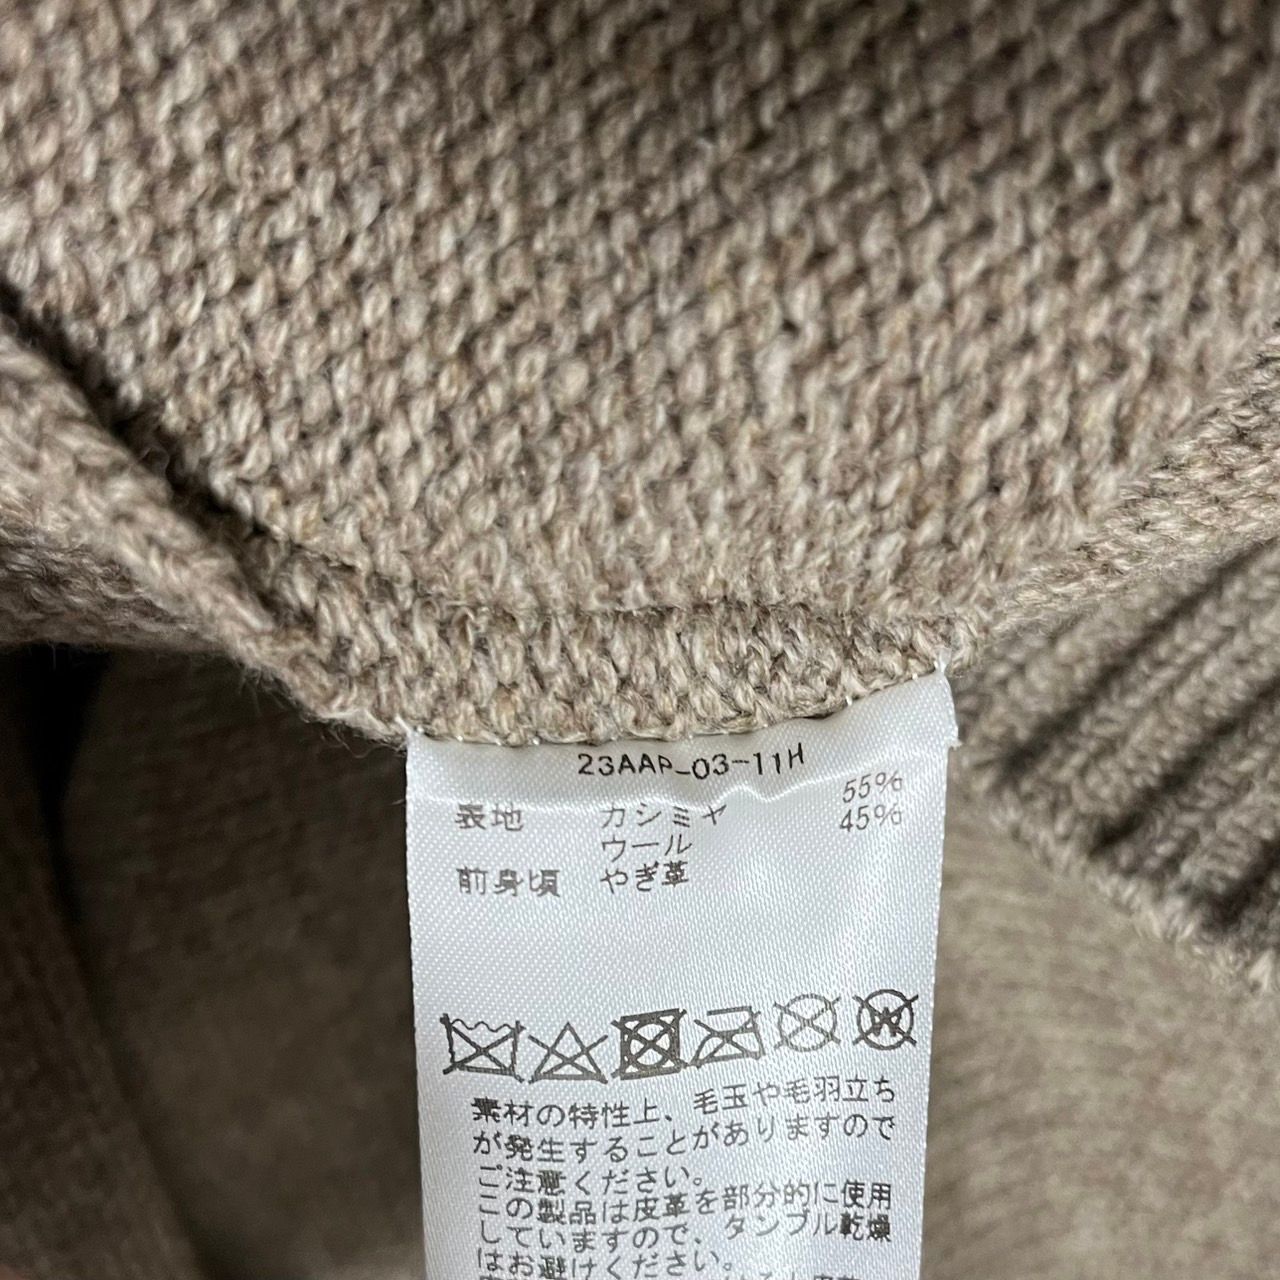 23AAP-03-11H
表地 カシミヤ 55%
ウール 45%
前身頃 やぎ革
W
素材の特性上、毛玉や毛羽立ち
が発生することがありますので
ご注意ください。
この製品は皮革を部分的に使用
していますので、タンブル乾燥
はお避けください。